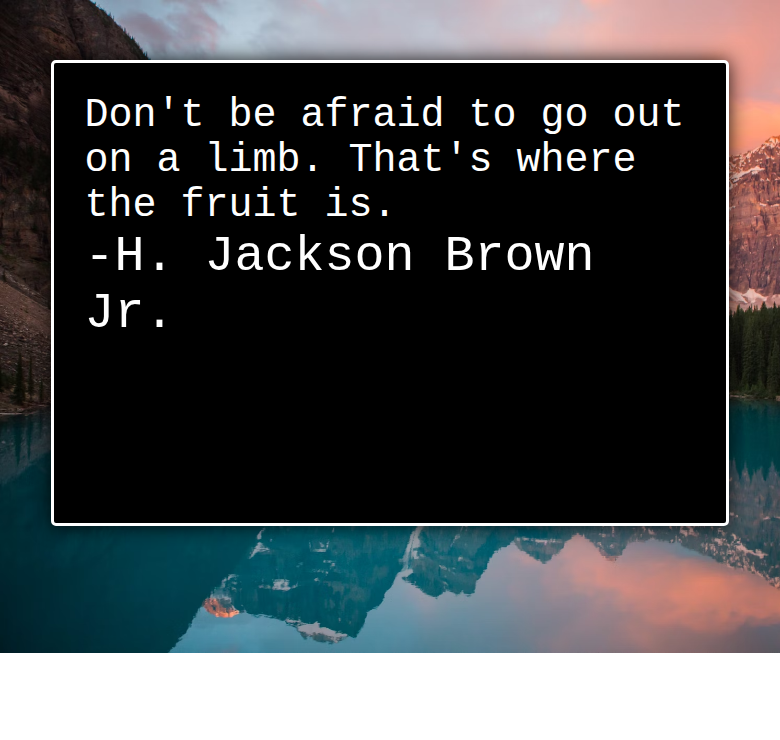 Don't be afraid to go out
on a limb. That's where
the fruit is.
-H. Jackson Brown
Jr.